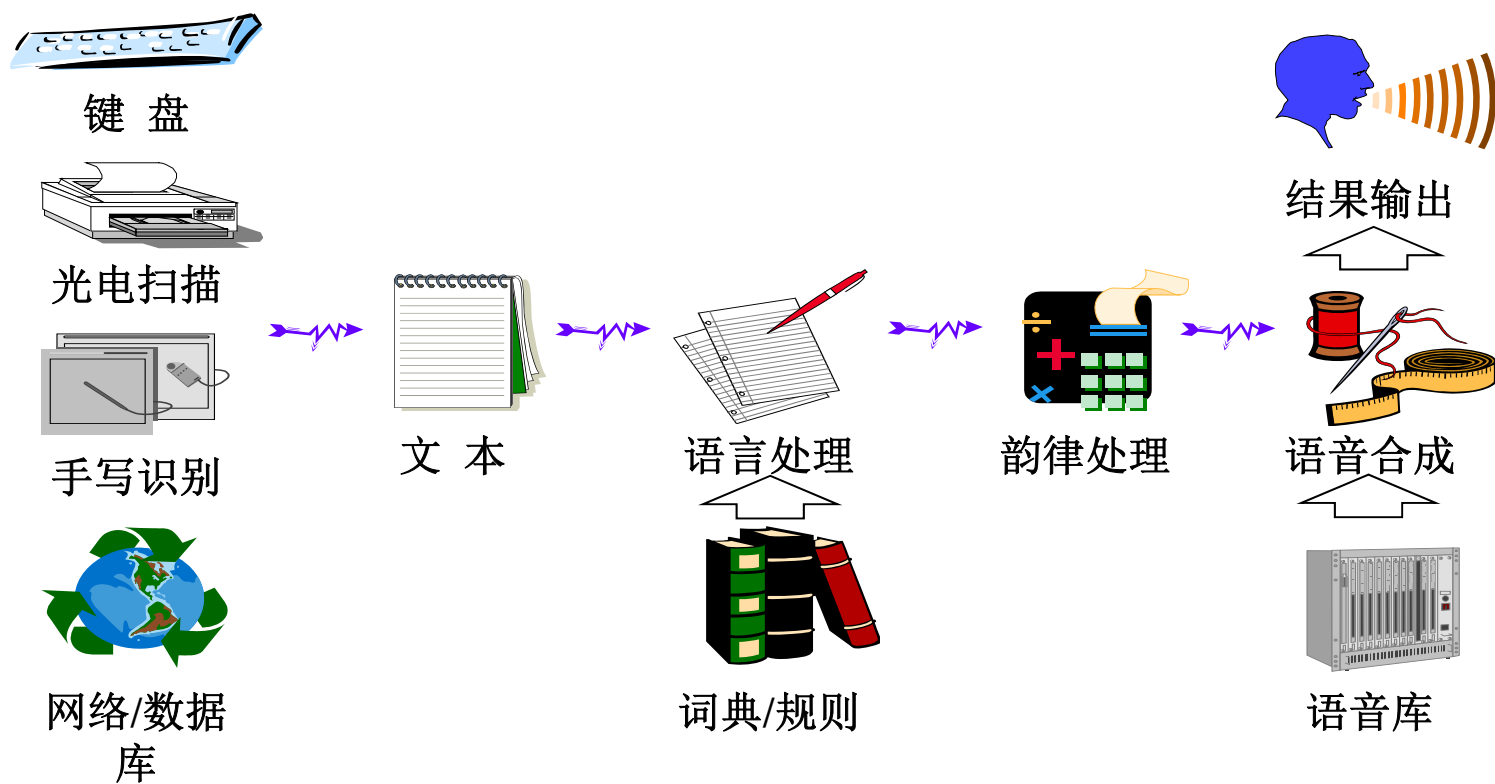 键 盘
光电扫描
手写识别
网络/数据
库
文 本
语言处理
词典/规则
韵律处理
结果输出
语音合成
语音库